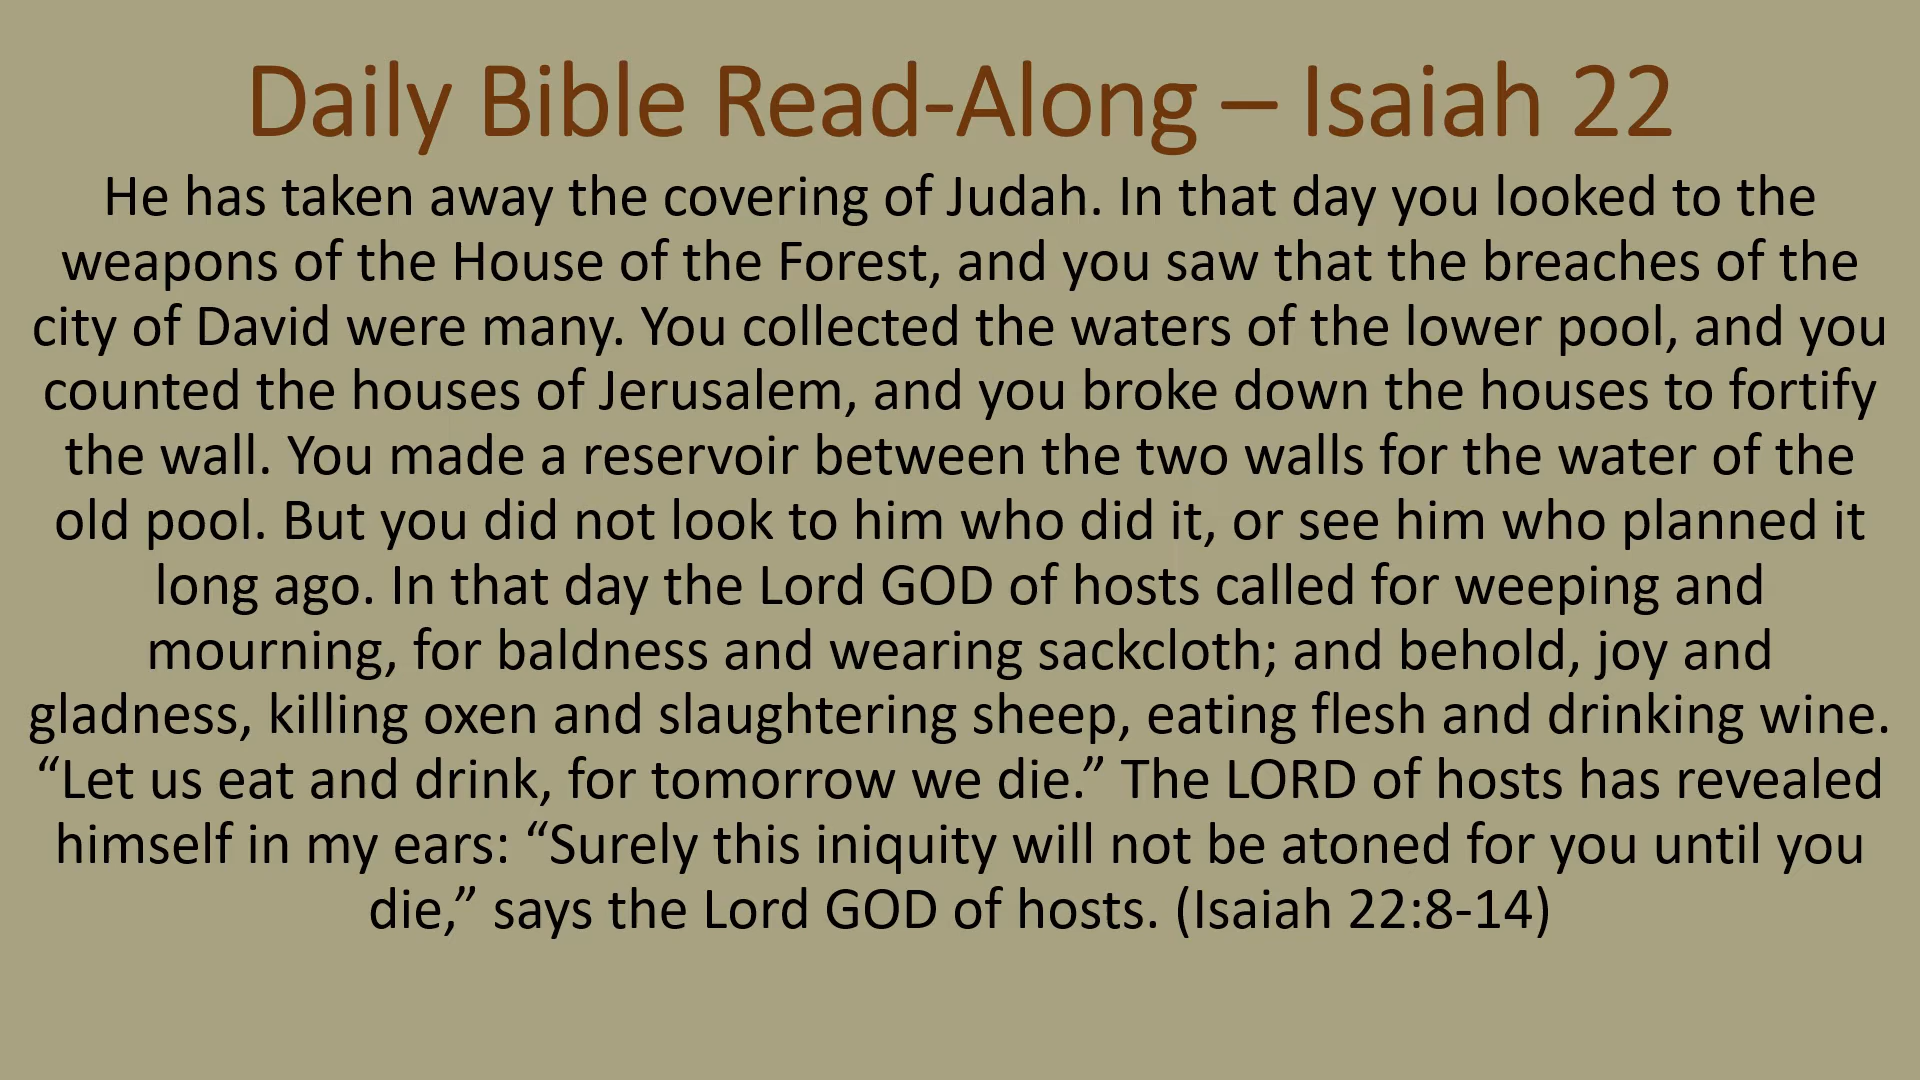 Daily Bible Read-Along – Isaiah 22
He has taken away the covering of Judah. In that day you looked to the
weapons of the House of the Forest, and you saw that the breaches of the
city of David were many. You collected the waters of the lower pool, and you
counted the houses of Jerusalem, and you broke down the houses to fortify
the wall. You made a reservoir between the two walls for the water of the
old pool. But you did not look to him who did it, or see him who planned it
long ago. In that day the Lord GOD of hosts called for weeping and
mourning, for baldness and wearing sackcloth; and behold, joy and
gladness, killing oxen and slaughtering sheep, eating flesh and drinking wine.
“Let us eat and drink, for tomorrow we die.” The LORD of hosts has revealed
himself in my ears: “Surely this iniquity will not be atoned for you until you
die,” says the Lord GOD of hosts. (Isaiah 22:8-14)